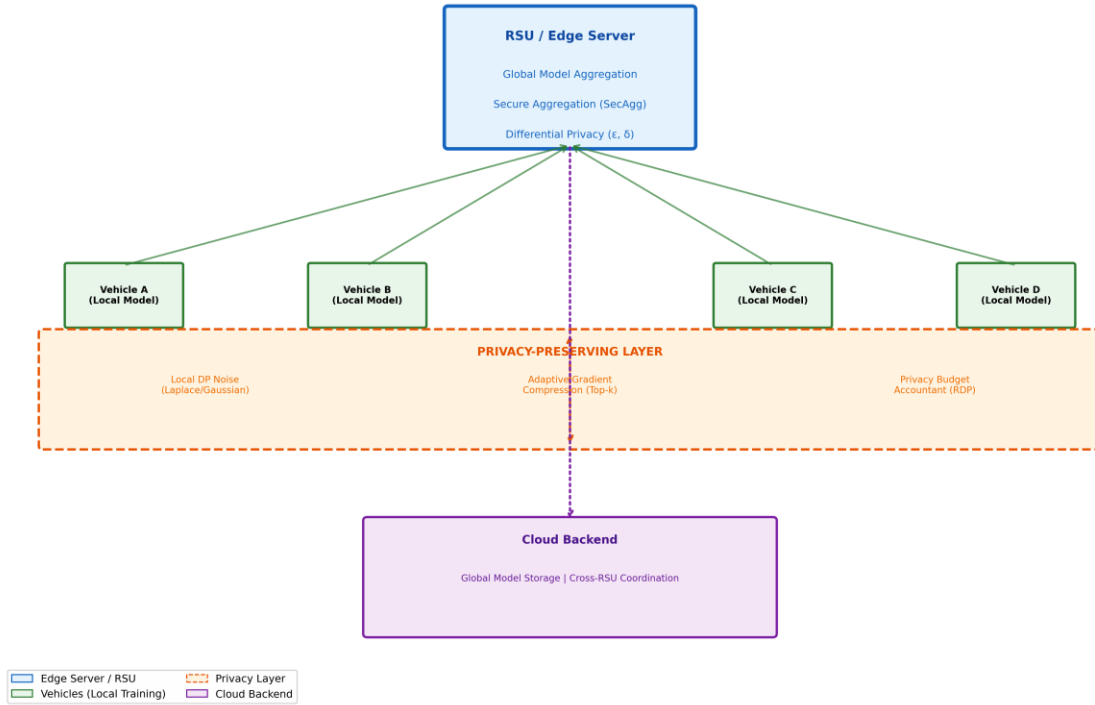 RSU / Edge Server
Global Model Aggregation
Secure Aggregation (SecAgg)
Differential Privacy (ε, δ)
Vehicle A
(Local Model)
Vehicle B
(Local Model)
Vehicle C
(Local Model)
Vehicle D
(Local Model)
PRIVACY-PRESERVING LAYER
Local DP Noise
(Laplace/Gaussian)
Adaptive Gradient
Compression (Top-k)
Privacy Budget
Accountant (RDP)
Cloud Backend
Global Model Storage | Cross-RSU Coordination
Edge Server / RSU
Vehicles (Local Training)
Privacy Layer
Cloud Backend